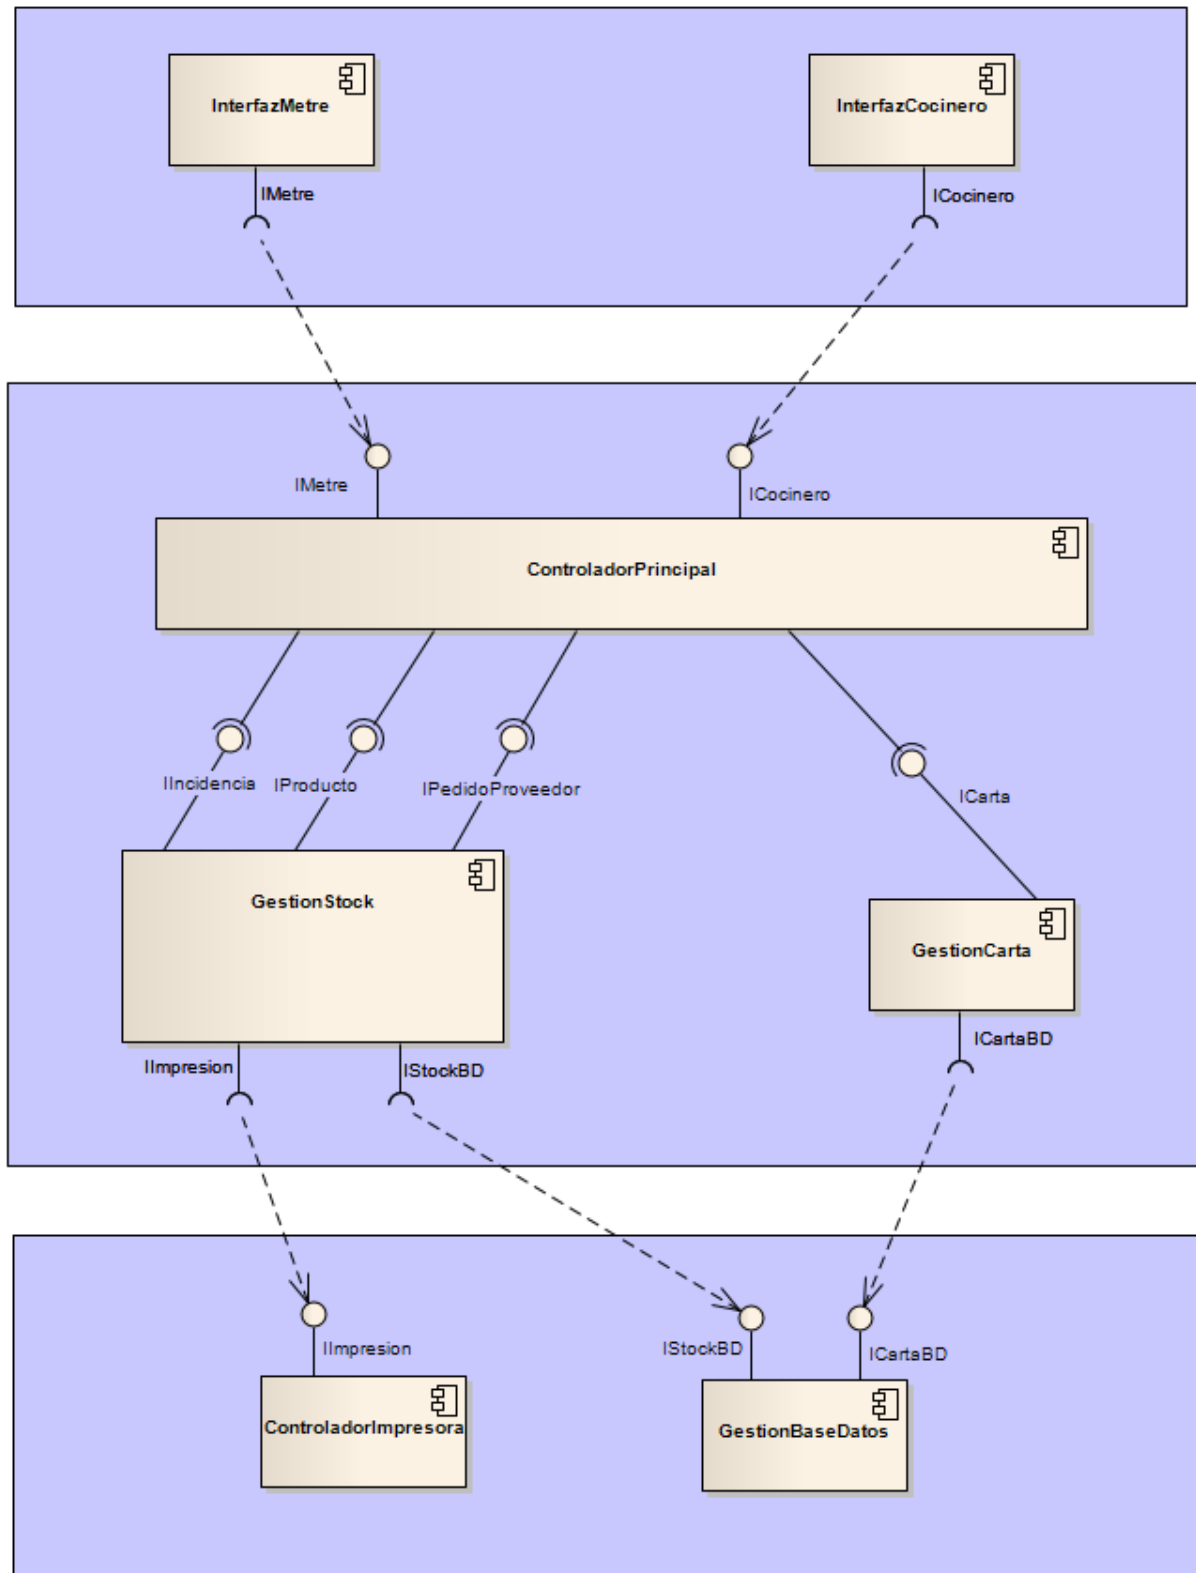 InterfazMetre
InterfazCocinero
IMetre
ICocinero
IMetre
ICocinero
ControladorPrincipal
IIncidencia
IProducto
IPedidoProveedor
ICarta
GestionStock
GestionCarta
IImpresion
IStockBD
ICartaBD
IImpresion
IStockBD
ICartaBD
ControladorImpresora
GestionBaseDatos